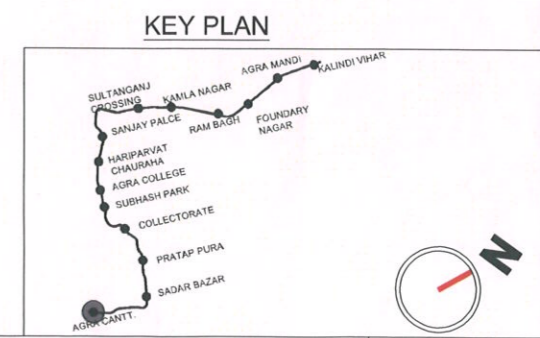 KEY PLAN
AGRA MANDI
KALINDI VIHAR
SULTANGANJ
CROSSING
KAMLA NAGAR
RAM BAGH
FOUNDARY
NAGAR
SANJAY PALCE
HARIPARVAT
CHAURAHA
AGRA COLLEGE
SUBHASH PARK
COLLECTORATE
PRATAP PURA
SADAR BAZAR
AGRA CANTT.
N